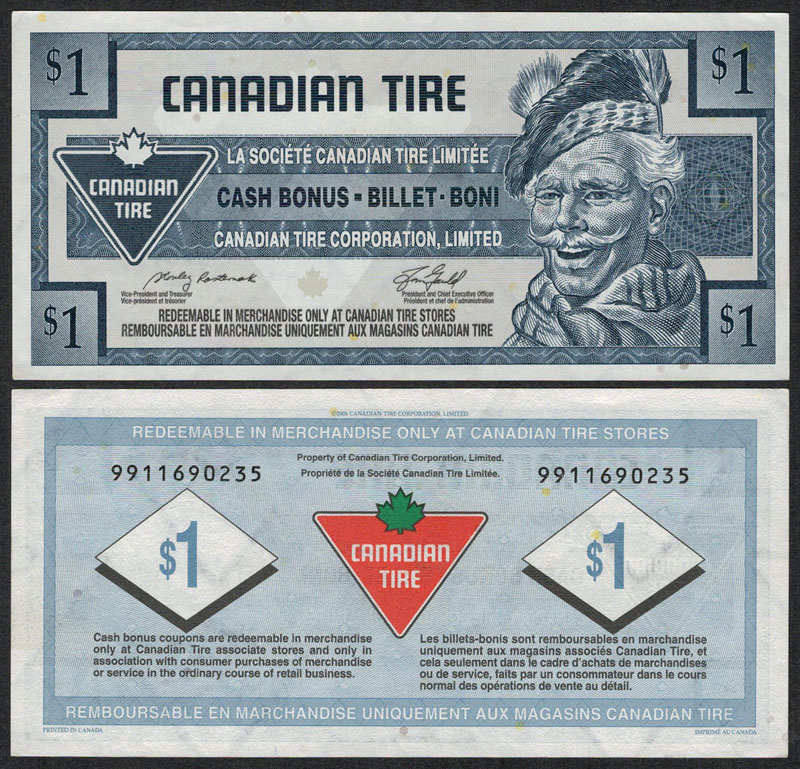 $1
$1
CANADIAN TIRE
LA SOCIÉTÉ CANADIAN TIRE LIMITÉE
CANADIAN
TIRE
CASH BONUS - BILLET - BONI
CANADIAN TIRE CORPORATION, LIMITED
Vice-President and Treasurer
Vice-président et trésorier
President and Chief Executive Officer
Président et chef de l'administration
REDEEMABLE IN MERCHANDISE ONLY AT CANADIAN TIRE STORES
REMBOURSABLE EN MARCHANDISE UNIQUEMENT AUX MAGASINS CANADIAN TIRE
$1
$1
©2006 CANADIAN TIRE CORPORATION, LIMITED.
REDEEMABLE IN MERCHANDISE ONLY AT CANADIAN TIRE STORES
Property of Canadian Tire Corporation, Limited.
Propriété de la Société Canadian Tire Limitée.
9911690235
9911690235
$1
CANADIAN
TIRE
$1
Cash bonus coupons are redeemable in merchandise
only at Canadian Tire associate stores and only in
association with consumer purchases of merchandise
or service in the ordinary course of retail business.
Les billets-bonis sont remboursables en marchandise
uniquement aux magasins associés Canadian Tire, et
cela seulement dans le cadre d'achats de marchandises
ou de service, faits par un consommateur dans le cours
normal des opérations de vente au détail.
REMBOURSABLE EN MARCHANDISE UNIQUEMENT AUX MAGASINS CANADIAN TIRE
PRINTED IN CANADA
IMPRIMÉ AU CANADA